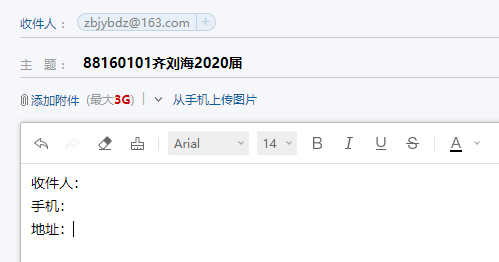 收件人： zbjybdz@163.com +
主 题： 88160101齐刘海2020届
添加附件 (最大3G) 从手机上传图片
Arial 14 B I U S A
收件人：
手机：
地址：